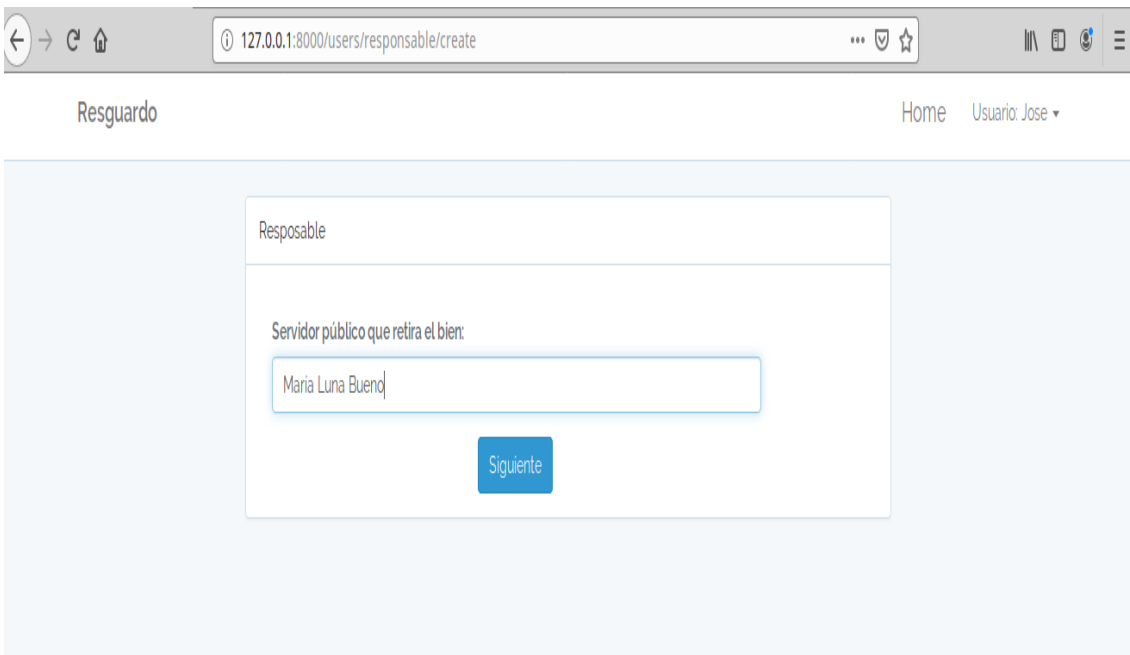 127.0.0.1:8000/users/responsable/create
Resguardo
Home
Usuario: Jose
Resposable
Servidor público que retira el bien:
Maria Luna Bueno
Siguiente